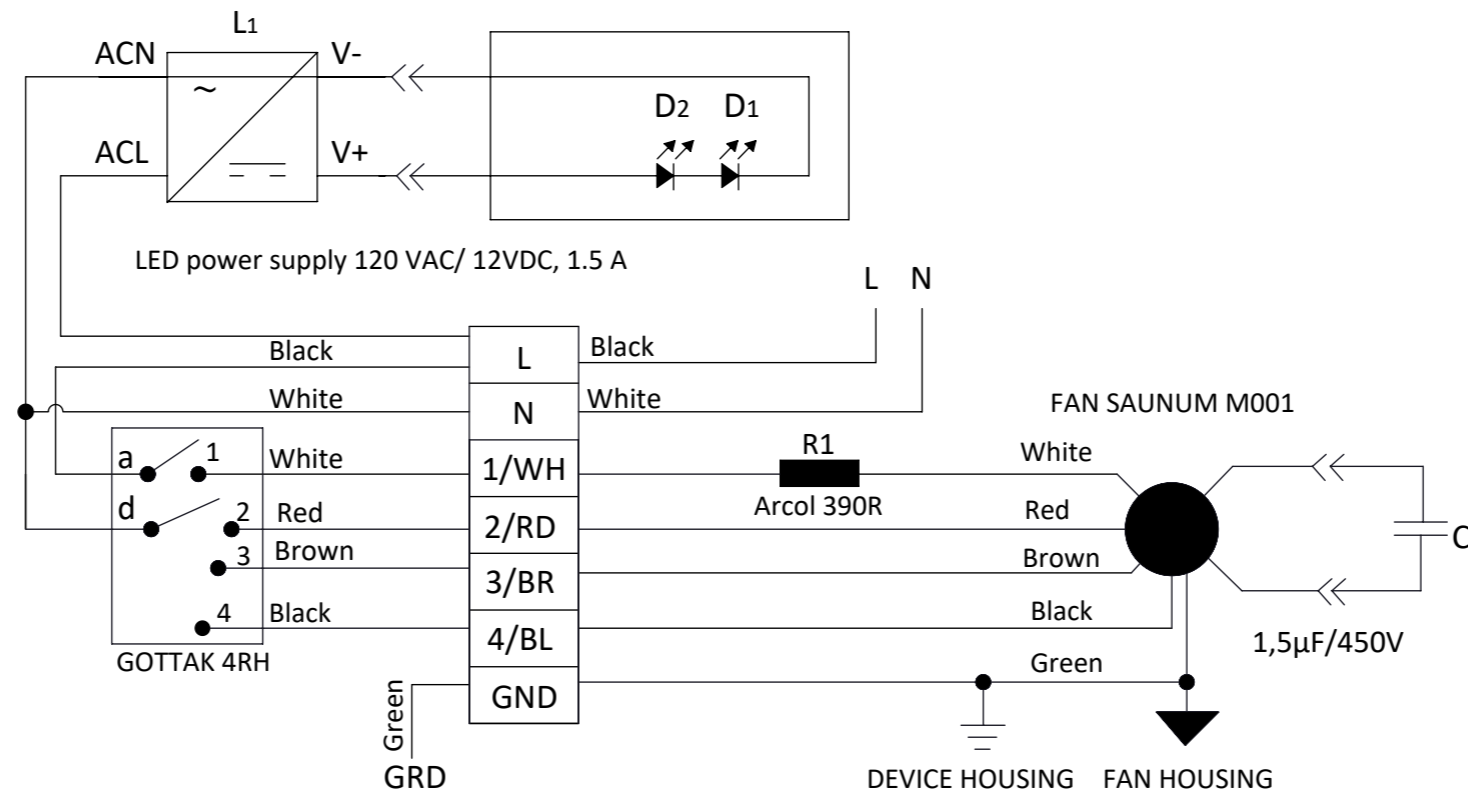 L1
ACN
V-
~
D2
D1
ACL
V+
LED power supply 120 VAC/ 12VDC, 1.5 A
L
N
Black
L
Black
White
N
White
FAN SAUNUM M001
a
1
White
1/WH
R1
White
Arcol 390R
d
2
Red
2/RD
Red
C
3
Brown
3/BR
Brown
4
Black
4/BL
Black
1,5µF/450V
GOTTAK 4RH
Green
GND
Green
GRD
DEVICE HOUSING
FAN HOUSING